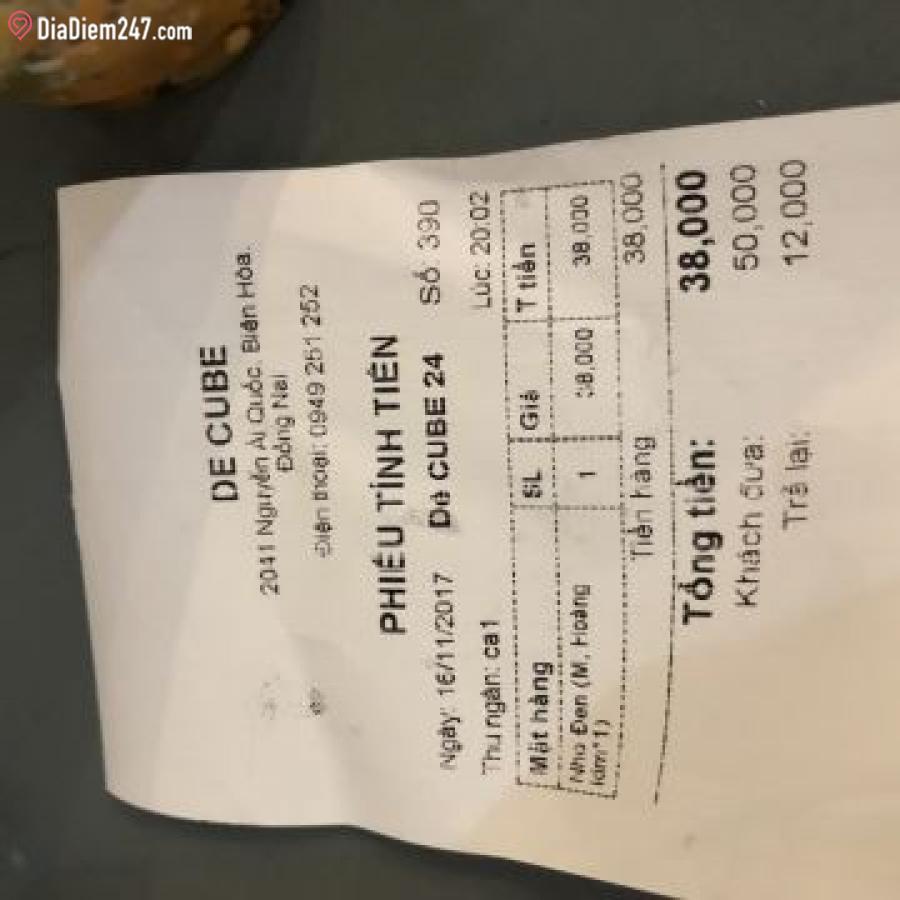 DiaDiem247.com
DE CUBE
2041 Nguyễn Ái Quốc, Biên Hòa,
Đồng Nai
Điện thoại: 0949 251 252
PHIẾU TÍNH TIỀN
Ngày: 16/11/2017 Dê CUBE 24 Số: 390
Thu ngân: ca1 Lúc: 20:02
Mặt hàng SL Giá T tiền
Nho Đen (M, Hoàng 1 38,000 38,000
kim*1)
Tiền hàng 38,000
Tổng tiền: 38,000
Khách đưa: 50,000
Trả lại: 12,000